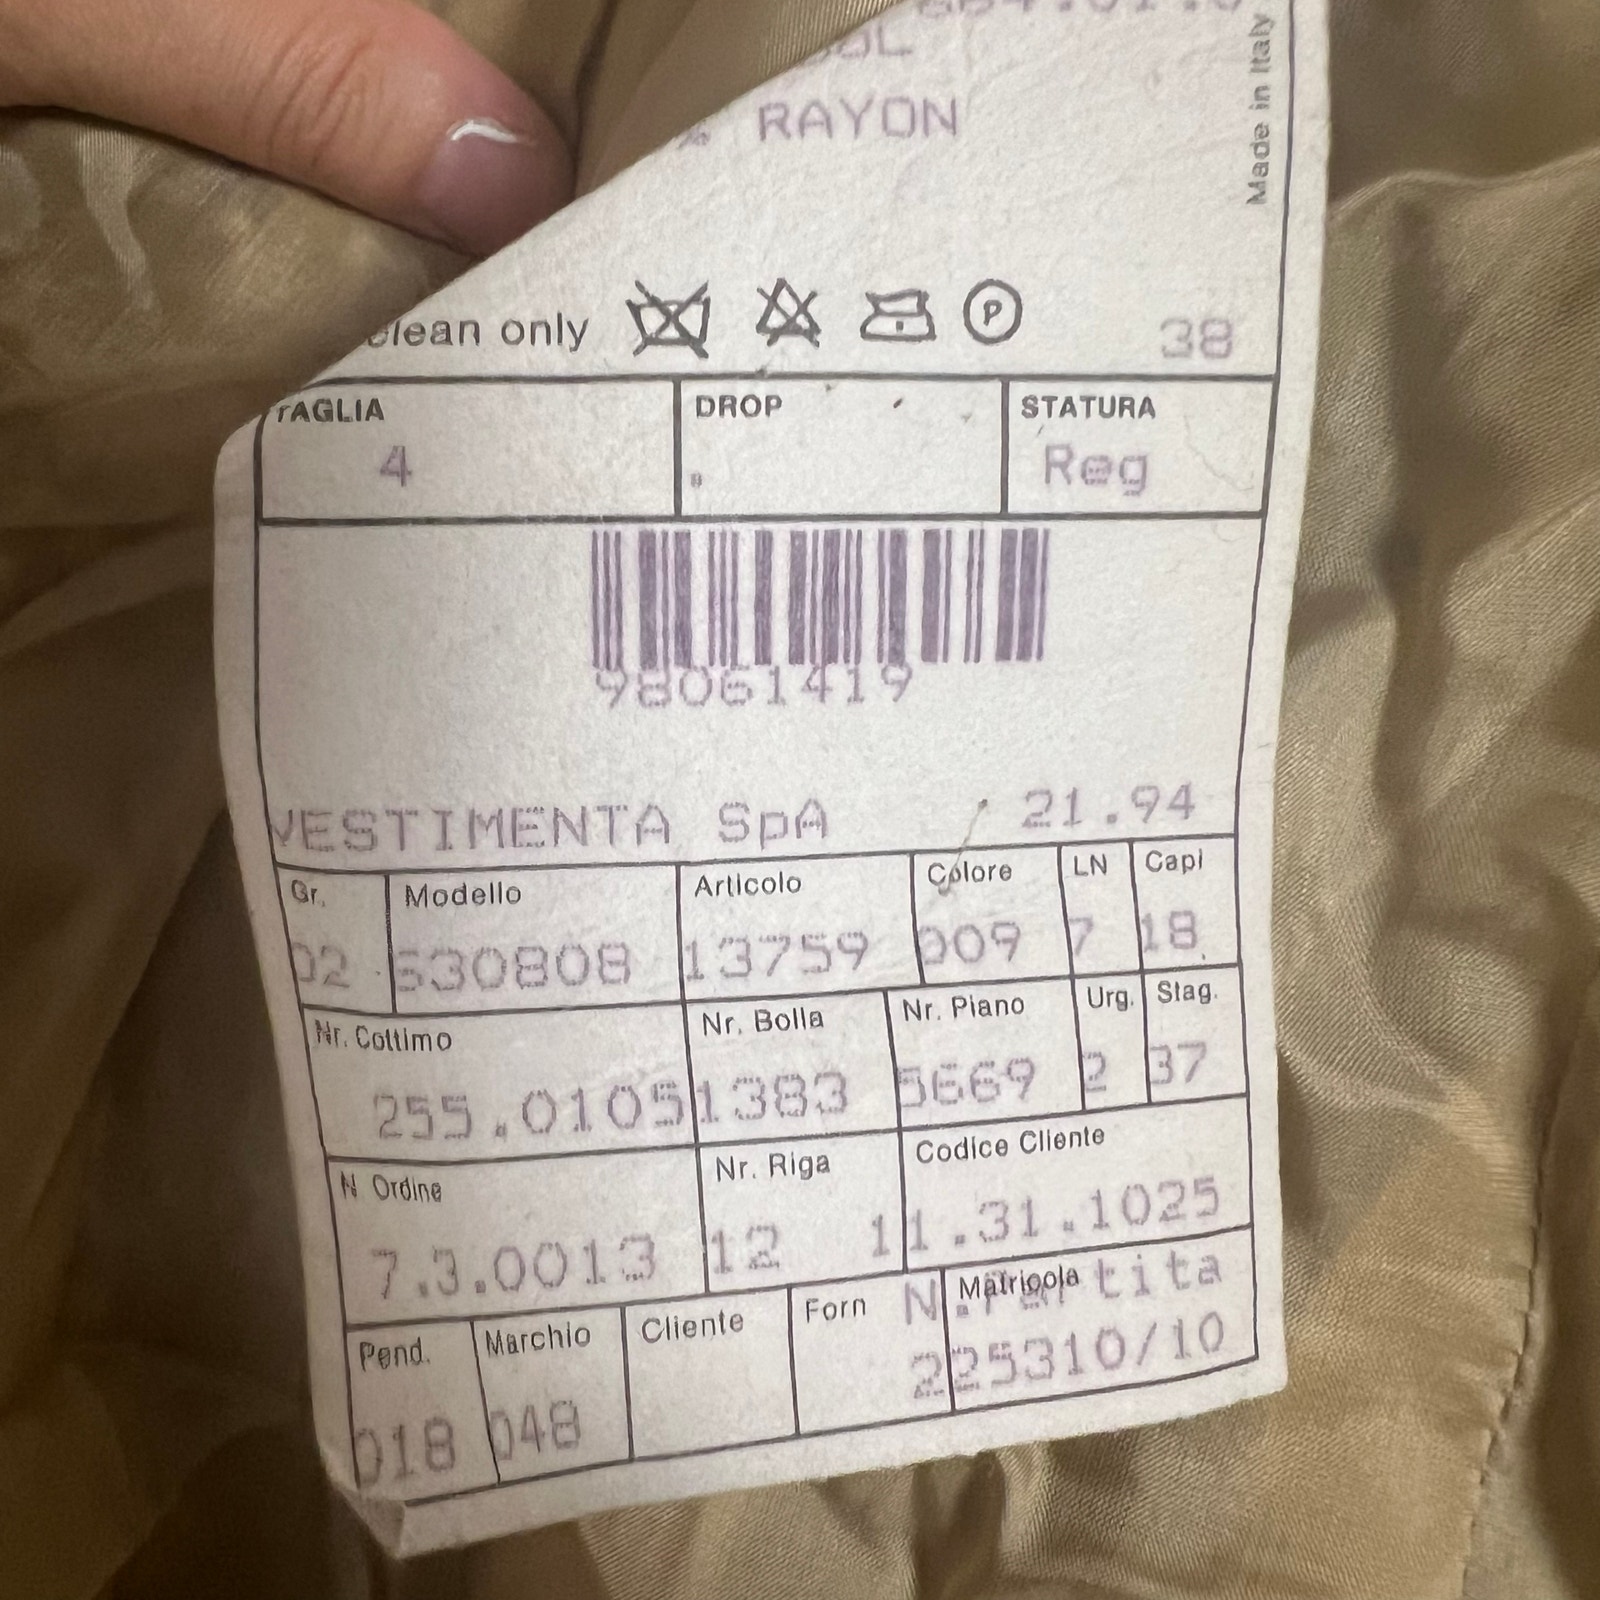 % RAYON
Made in Italy
clean only
P
38
TAGLIA DROP STATURA
4 . Reg
98061419
VESTIMENTA SpA 21.94
Gr. Modello Articolo Colore LN Capi
02 530808 13759 009 7 18
Nr. Cottimo Nr. Bolla Nr. Piano Urg. Stag.
255.0105 1383 5669 2 37
N Ordine Nr. Riga Codice Cliente
7.3.0013 12 11.31.1025
Pend. Marchio Cliente Forn Matricola
N.Partita
018 048 225310/10